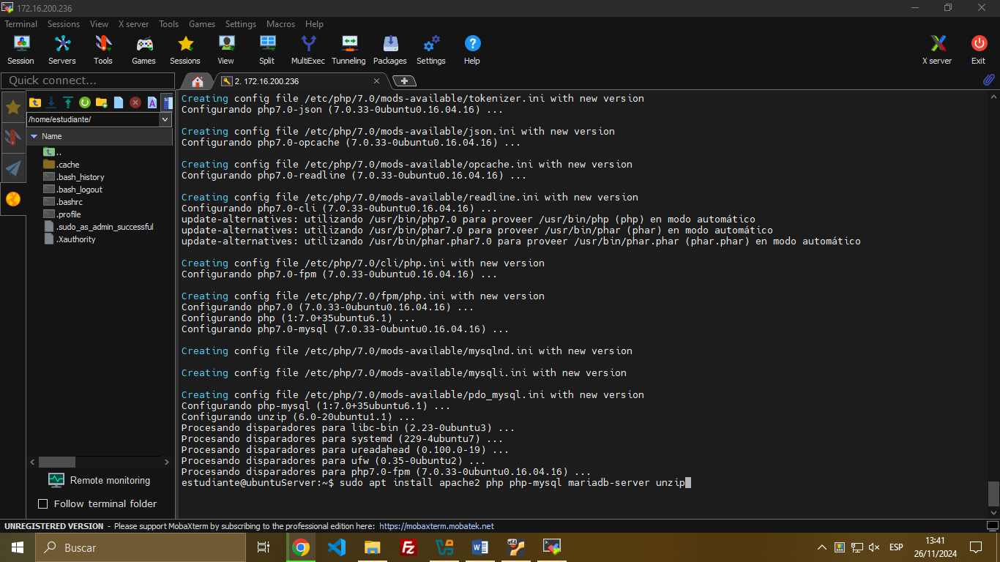 172.16.200.236
Terminal Sessions View X server Tools Games Settings Macros Help
Session Servers Tools Games Sessions View Split MultiExec Tunneling Packages Settings Help X server Exit
Quick connect...
2. 172.16.200.236
/home/estudiante/
Name
..
.cache
.bash_history
.bash_logout
.bashrc
.profile
.sudo_as_admin_successful
.Xauthority
Remote monitoring
Follow terminal folder
Creating config file /etc/php/7.0/mods-available/tokenizer.ini with new version
Configurando php7.0-json (7.0.33-0ubuntu0.16.04.16) ...
Creating config file /etc/php/7.0/mods-available/json.ini with new version
Configurando php7.0-opcache (7.0.33-0ubuntu0.16.04.16) ...
Creating config file /etc/php/7.0/mods-available/opcache.ini with new version
Configurando php7.0-readline (7.0.33-0ubuntu0.16.04.16) ...
Creating config file /etc/php/7.0/mods-available/readline.ini with new version
Configurando php7.0-cli (7.0.33-0ubuntu0.16.04.16) ...
update-alternatives: utilizando /usr/bin/php7.0 para proveer /usr/bin/php (php) en modo automático
update-alternatives: utilizando /usr/bin/phar7.0 para proveer /usr/bin/phar (phar) en modo automático
update-alternatives: utilizando /usr/bin/phar.phar7.0 para proveer /usr/bin/phar.phar (phar.phar) en modo automático
Creating config file /etc/php/7.0/cli/php.ini with new version
Configurando php7.0-fpm (7.0.33-0ubuntu0.16.04.16) ...
Creating config file /etc/php/7.0/fpm/php.ini with new version
Configurando php7.0 (7.0.33-0ubuntu0.16.04.16) ...
Configurando php (1:7.0+35ubuntu6.1) ...
Configurando php7.0-mysql (7.0.33-0ubuntu0.16.04.16) ...
Creating config file /etc/php/7.0/mods-available/mysqlnd.ini with new version
Creating config file /etc/php/7.0/mods-available/mysqli.ini with new version
Creating config file /etc/php/7.0/mods-available/pdo_mysql.ini with new version
Configurando php-mysql (1:7.0+35ubuntu6.1) ...
Configurando unzip (6.0-20ubuntu1.1) ...
Procesando disparadores para libc-bin (2.23-0ubuntu3) ...
Procesando disparadores para systemd (229-4ubuntu7) ...
Procesando disparadores para ureadahead (0.100.0-19) ...
Procesando disparadores para ufw (0.35-0ubuntu2) ...
Procesando disparadores para php7.0-fpm (7.0.33-0ubuntu0.16.04.16) ...
estudiante@ubuntuServer:~$ sudo apt install apache2 php php-mysql mariadb-server unzip
UNREGISTERED VERSION - Please support MobaXterm by subscribing to the professional edition here: https://mobaxterm.mobatek.net
Buscar
ESP
13:41
26/11/2024